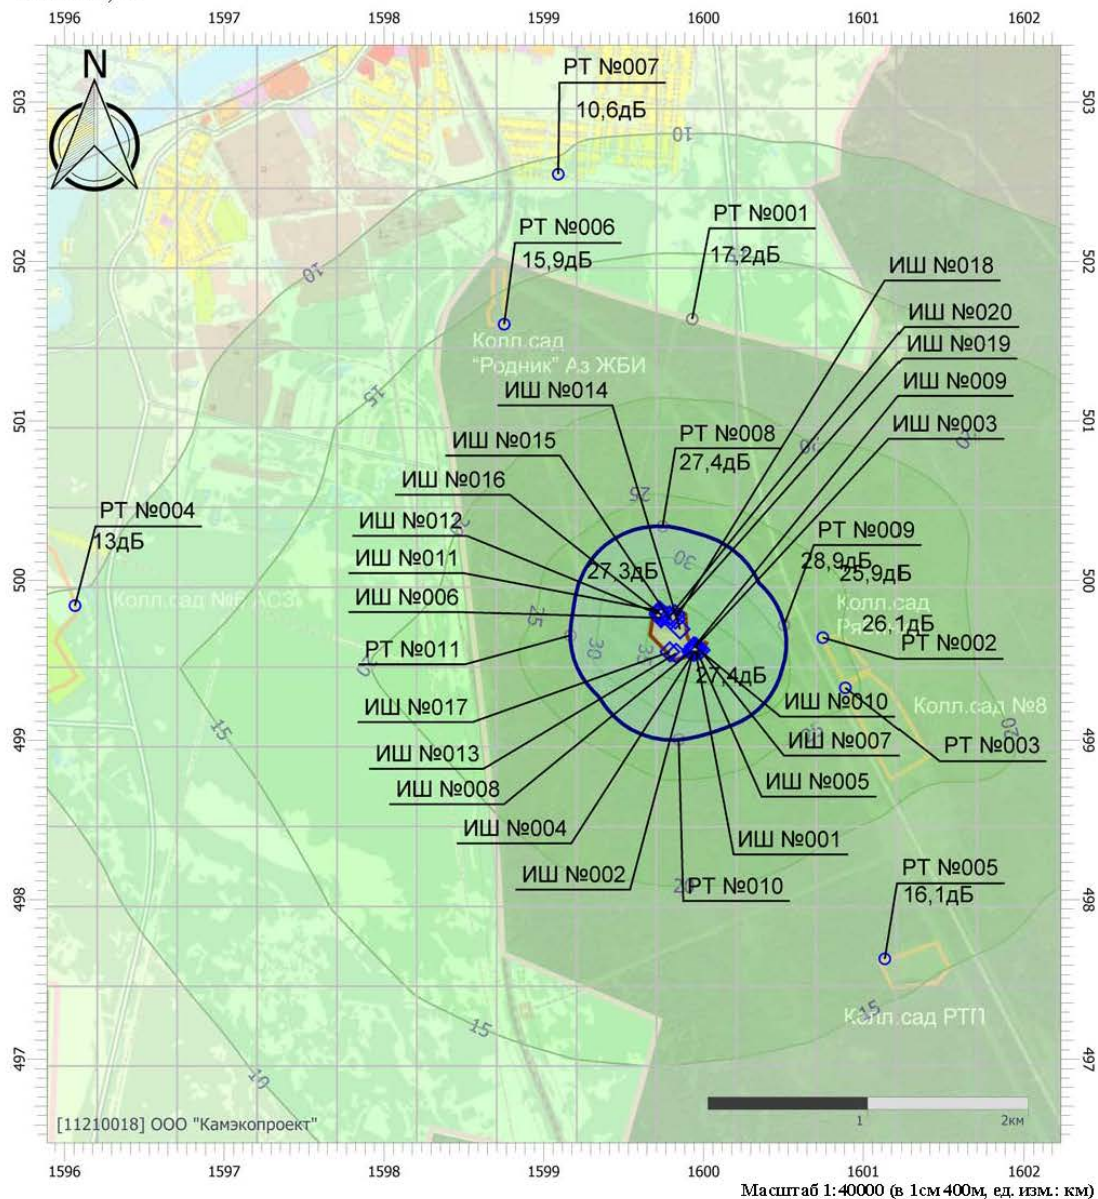 1596 1597 1598 1599 1600 1601 1602
N
503
503
РТ №007
10,6дБ
10
РТ №006
15,9дБ
РТ №001
17,2дБ
502
502
10
ИШ №018
ИШ №020
ИШ №019
ИШ №009
ИШ №003
Колл.сад
"Родник" Аз ЖБИ
15
ИШ №014
501
501
РТ №008
27,4дБ
ИШ №015
ИШ №016
25
РТ №004
13дБ
ИШ №012
ИШ №011
ИШ №006
30
27,3дБ
РТ №009
28,9дБ
25,9дБ
500
500
Колл.сад
26,1дБ
РТ №002
25
30
РТ №011
27,4дБ
ИШ №017
ИШ №010
Колл.сад №8
20
15
499
499
ИШ №013
ИШ №007
РТ №003
ИШ №008
ИШ №005
ИШ №004
ИШ №001
ИШ №002
РТ №010
РТ №005
16,1дБ
498
498
15
Колл.сад РТП
15
497
497
10
[11210018] ООО "Камэкопроект"
1 2км
1596 1597 1598 1599 1600 1601 1602
Масштаб 1:40000 (в 1см 400м, ед. изм.: км)